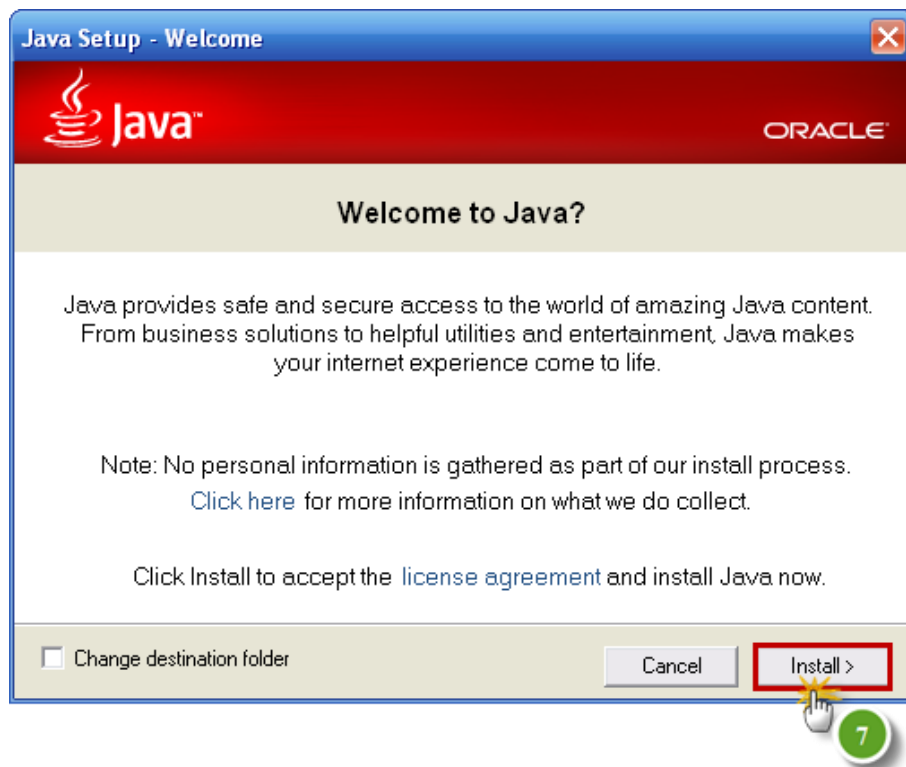 Java Setup - Welcome
Java™
ORACLE®
Welcome to Java?
Java provides safe and secure access to the world of amazing Java content.
From business solutions to helpful utilities and entertainment, Java makes
your internet experience come to life.
Note: No personal information is gathered as part of our install process.
Click here for more information on what we do collect.
Click Install to accept the license agreement and install Java now.
Change destination folder
Cancel
Install >
7